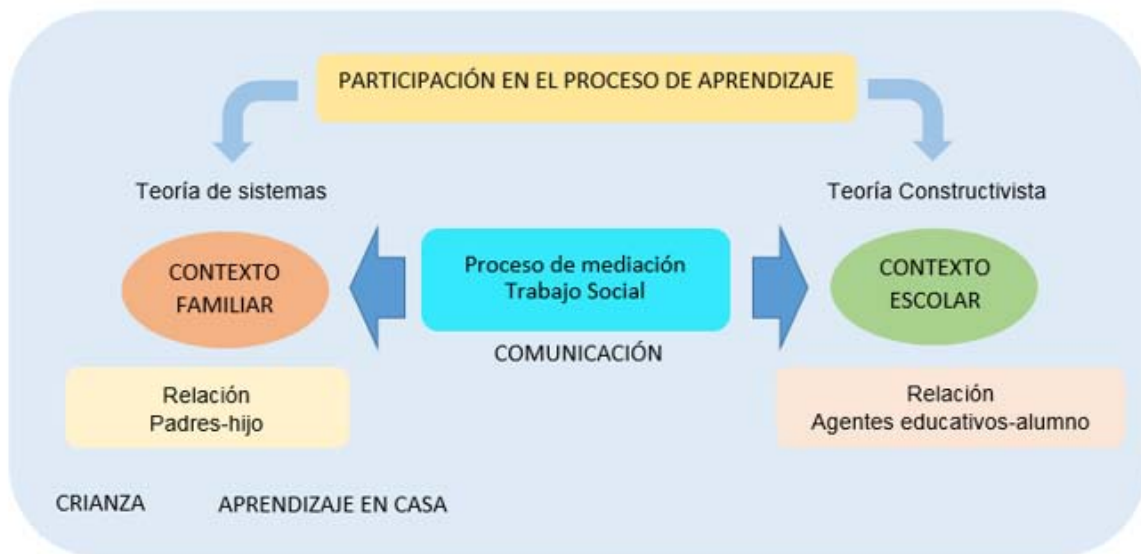 PARTICIPACIÓN EN EL PROCESO DE APRENDIZAJE
Teoría de sistemas
Teoría Constructivista
CONTEXTO
FAMILIAR
Proceso de mediación
Trabajo Social
CONTEXTO
ESCOLAR
COMUNICACIÓN
Relación
Padres-hijo
Relación
Agentes educativos-alumno
CRIANZA
APRENDIZAJE EN CASA